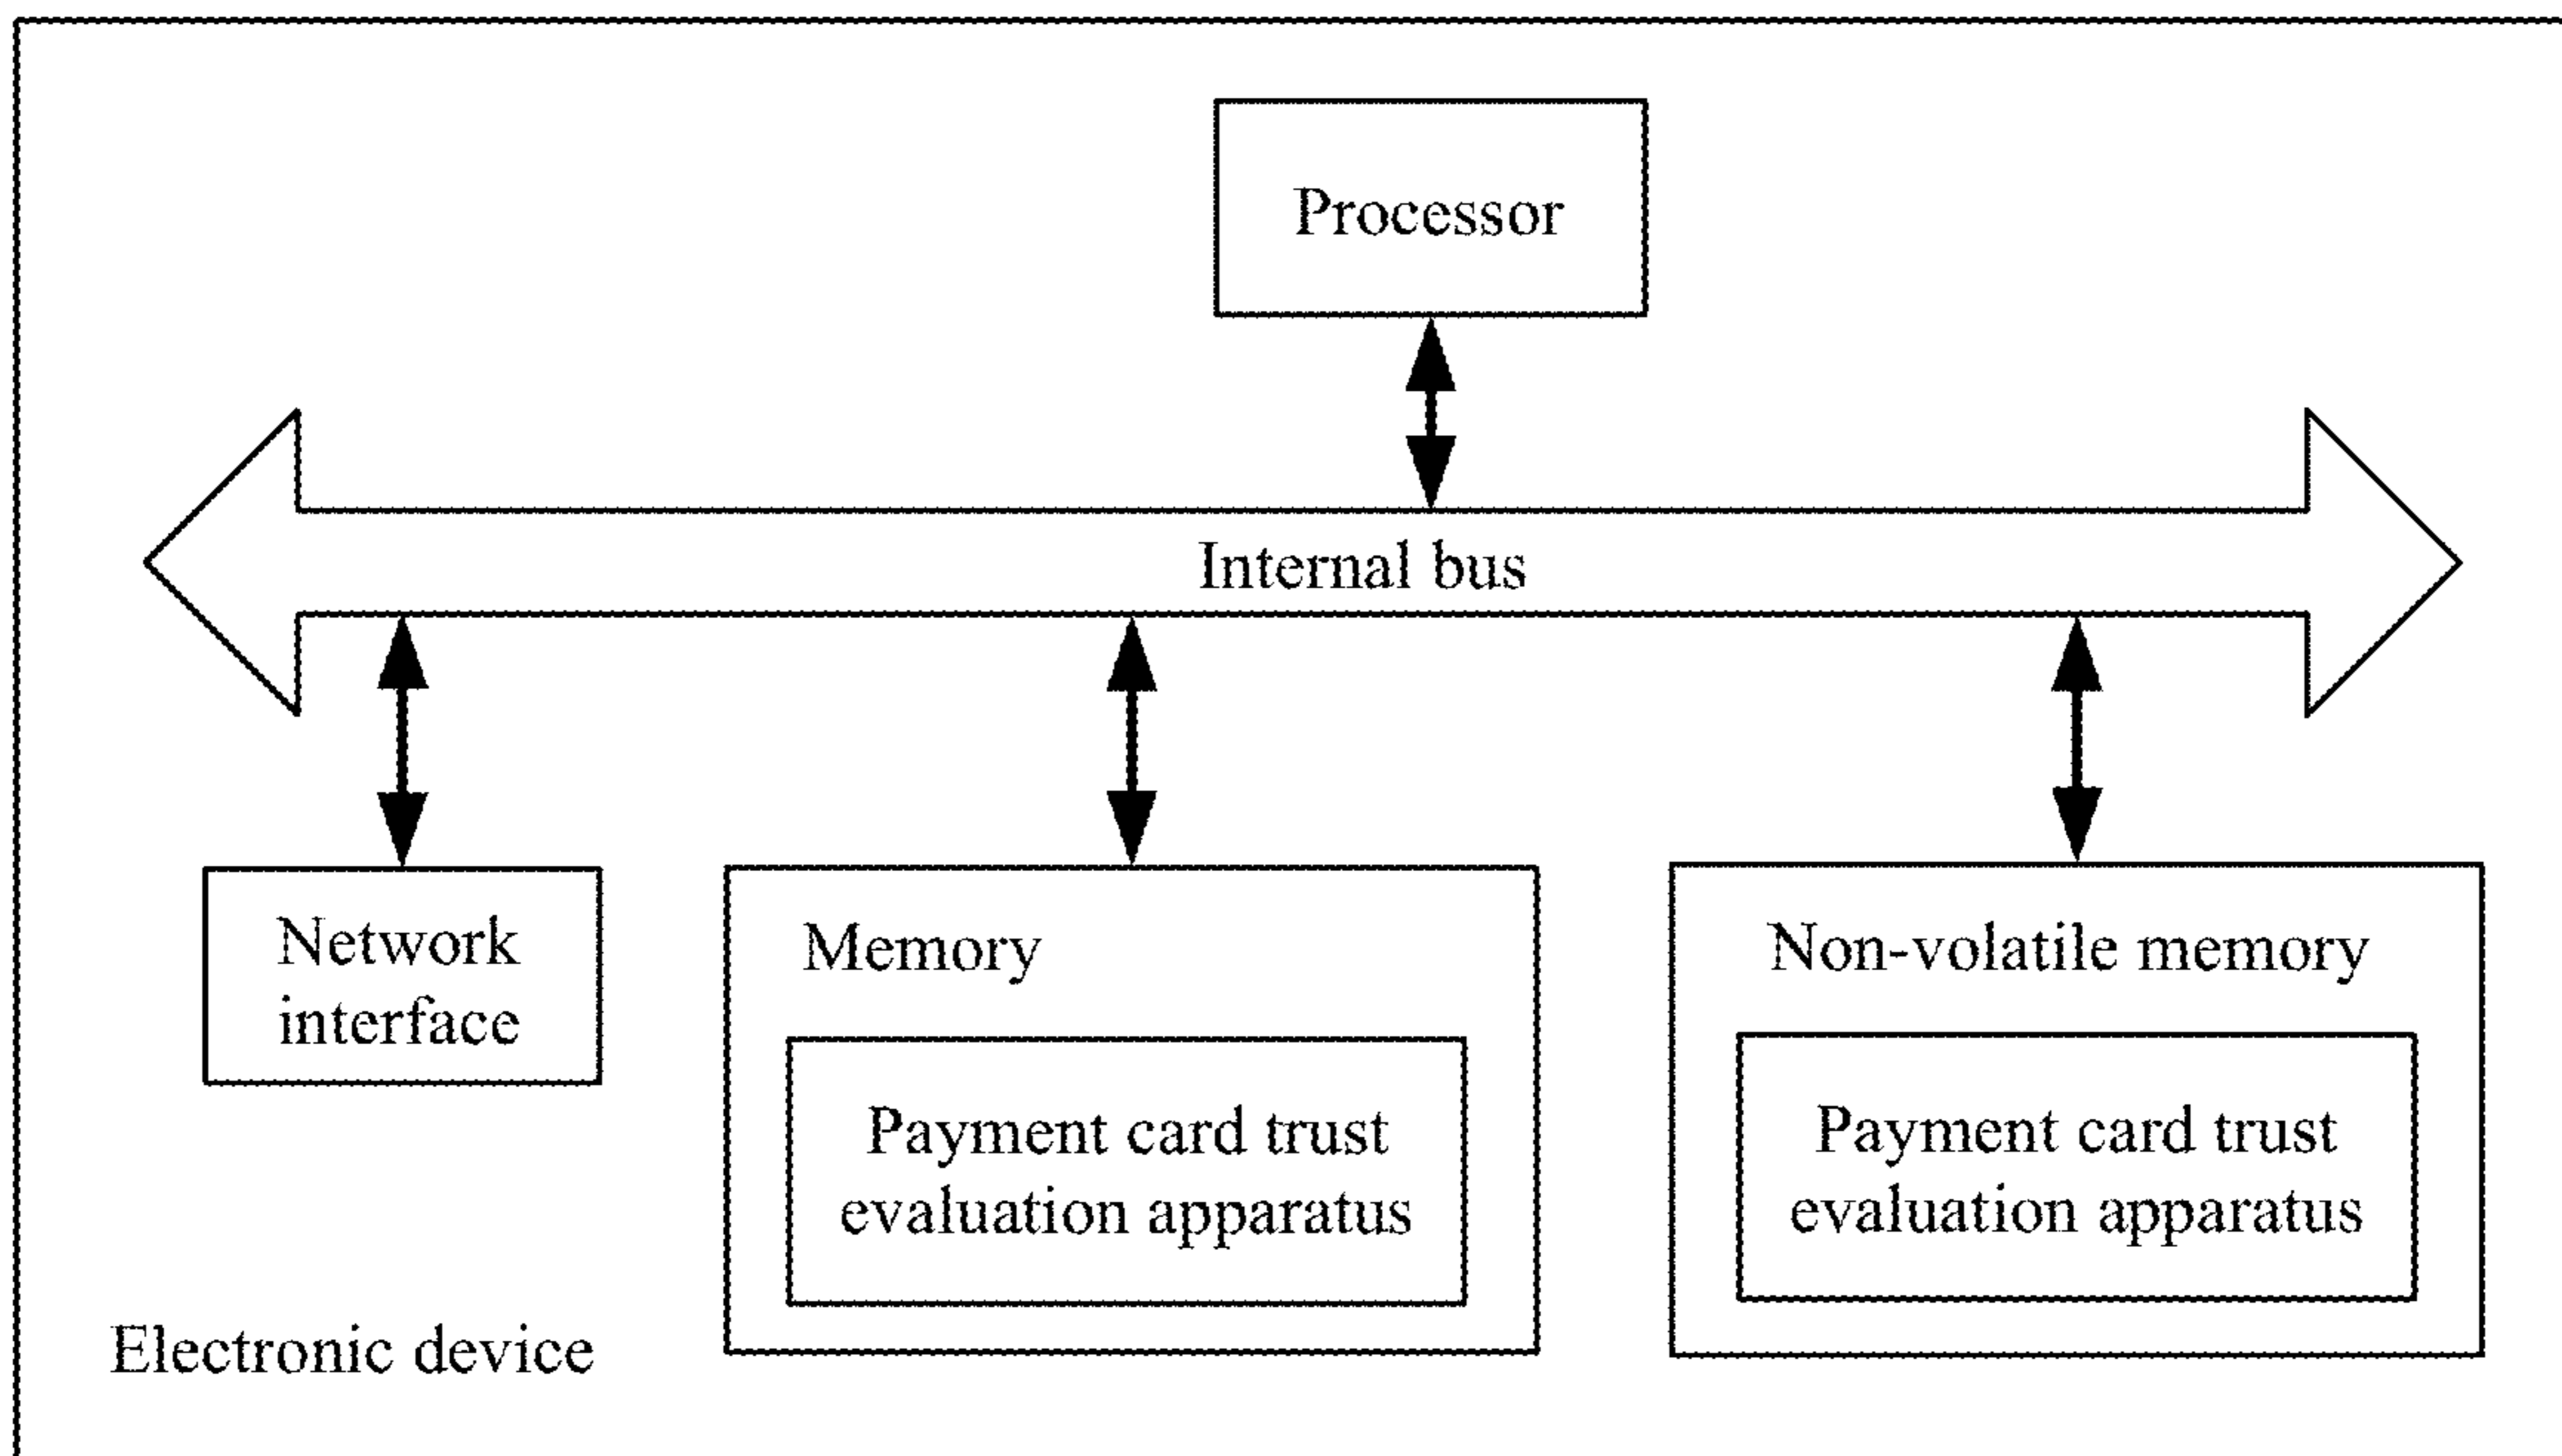 Processor
Internal bus
Network
interface
Memory
Payment card trust
evaluation apparatus
Non-volatile memory
Payment card trust
evaluation apparatus
Electronic device